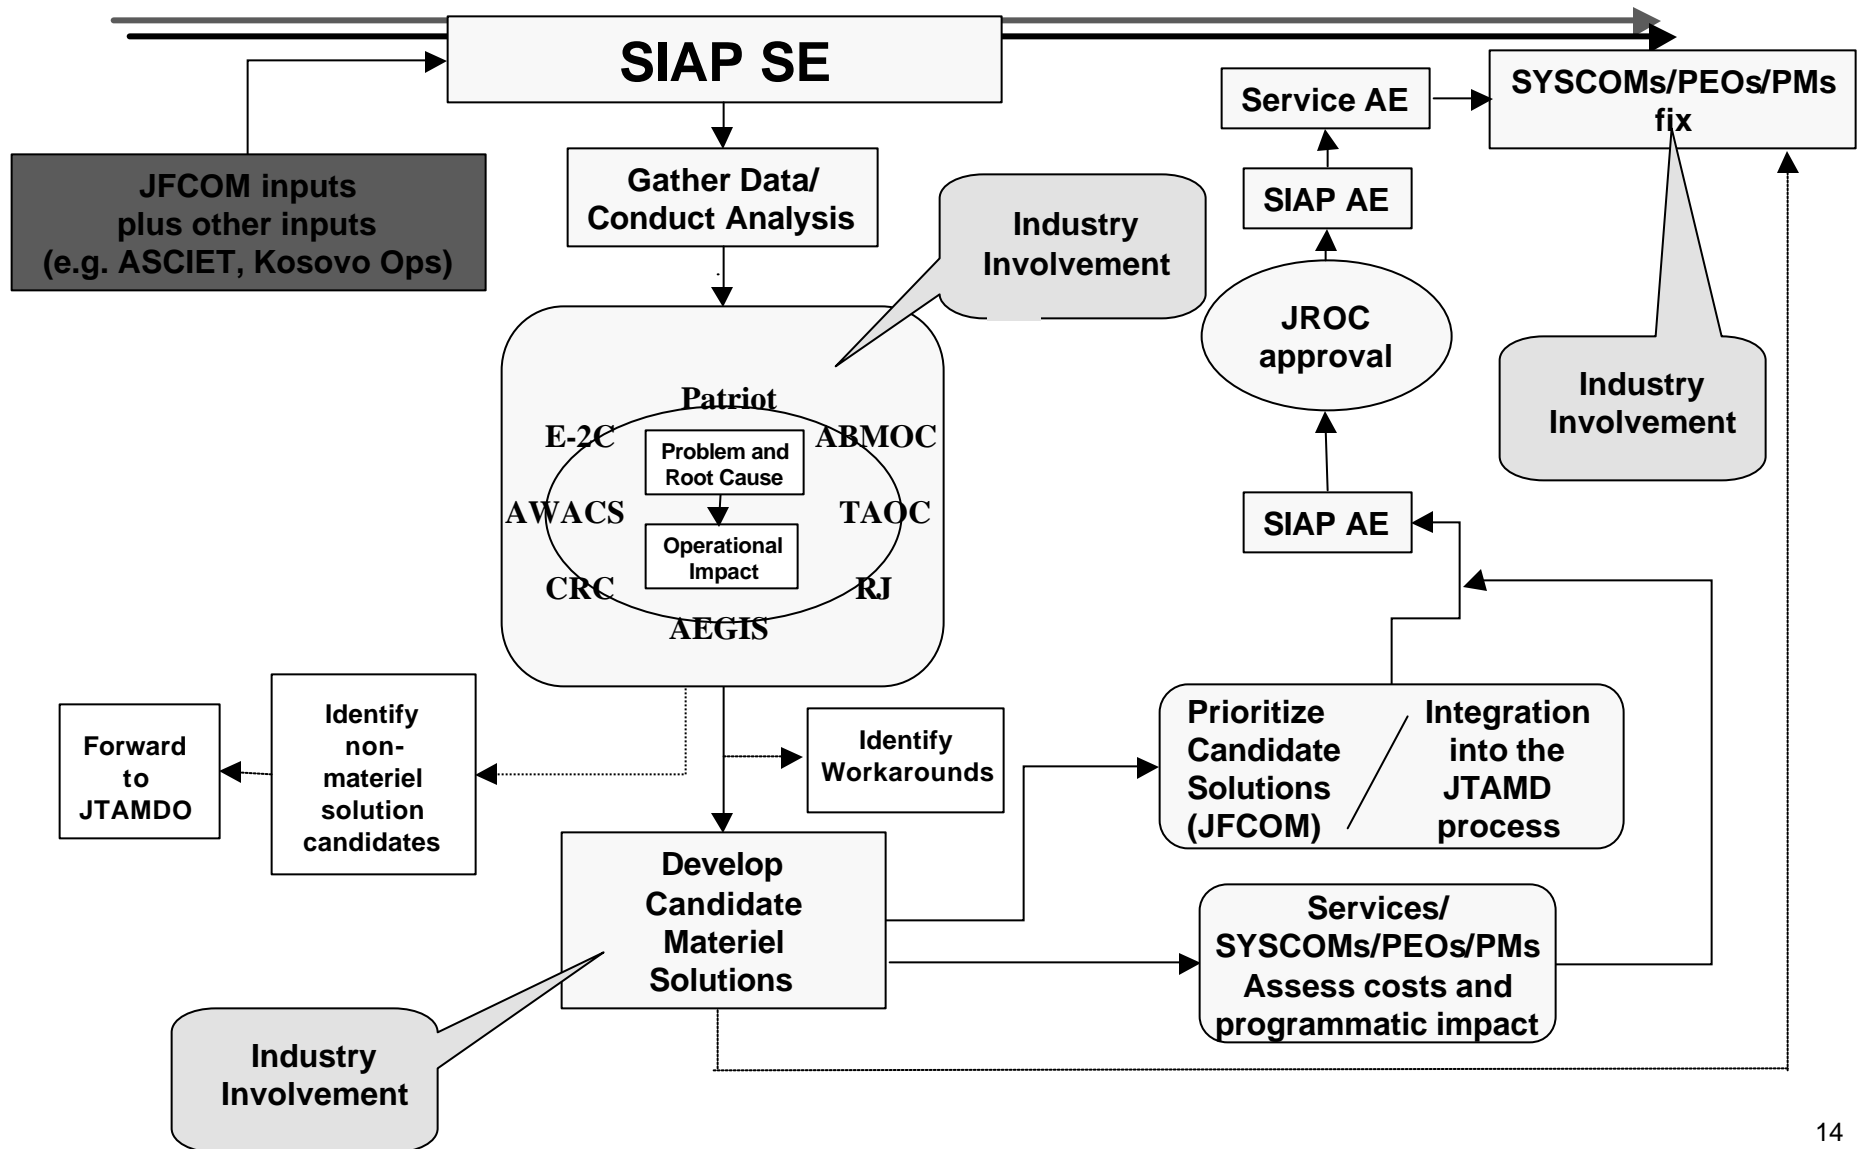 SIAP SE
JFCOM inputs
plus other inputs
(e.g. ASCIET, Kosovo Ops)
Gather Data/
Conduct Analysis
Industry
Involvement
Patriot
E-2C
ABMOC
AWACS
TAOC
CRC
RJ
AEGIS
Problem and
Root Cause
Operational
Impact
Forward
to
JTAMDO
Identify
non-
materiel
solution
candidates
Identify
Workarounds
Develop
Candidate
Materiel
Solutions
Industry
Involvement
Prioritize
Candidate
Solutions
(JFCOM)
Integration
into the
JTAMD
process
Services/
SYSCOMs/PEOs/PMs
Assess costs and
programmatic impact
SIAP AE
JROC
approval
SIAP AE
Service AE
SYSCOMs/PEOs/PMs
fix
Industry
Involvement
14